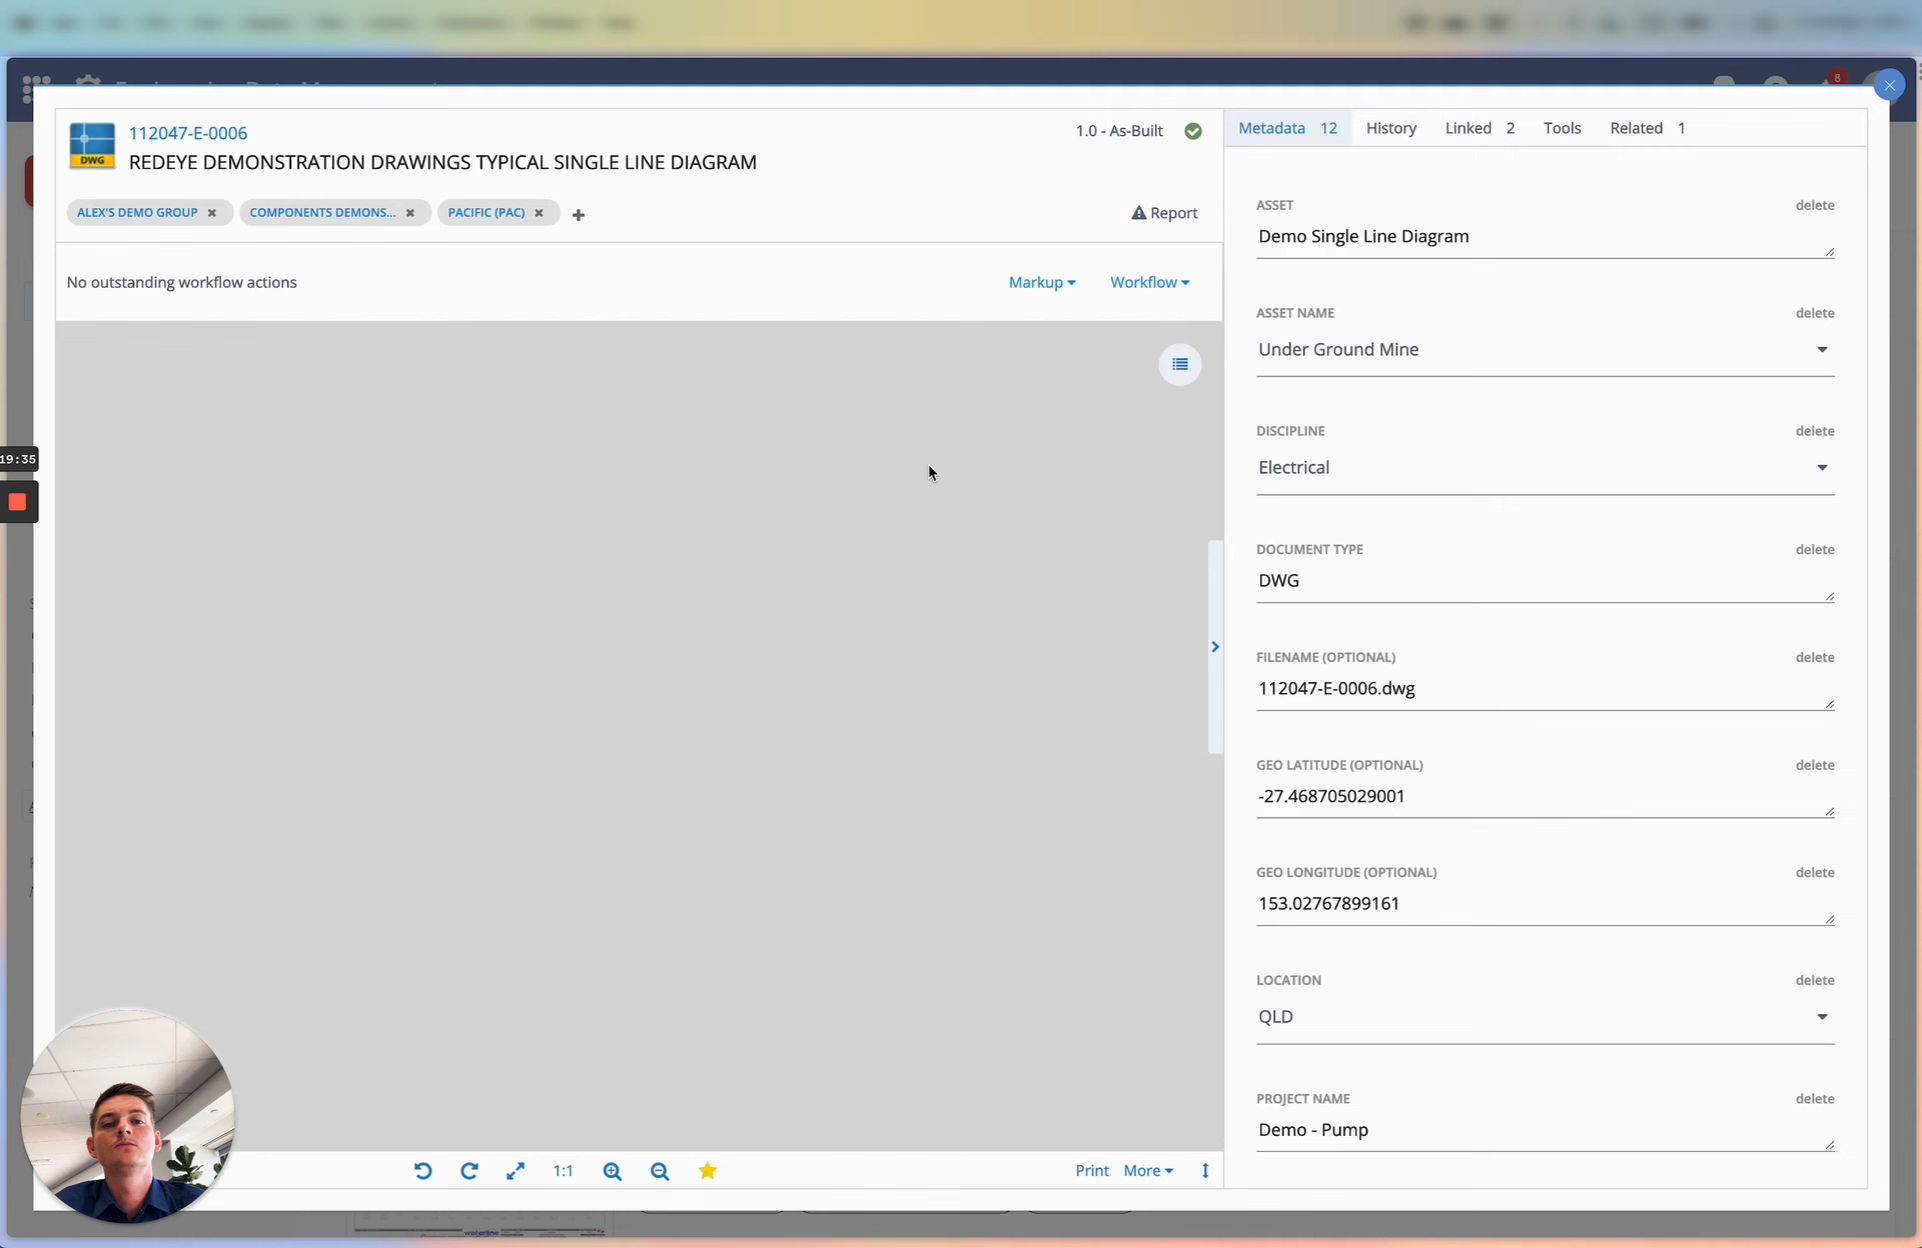 8
112047-E-0006
1.0 - As-Built
DWG
REDEYE DEMONSTRATION DRAWINGS TYPICAL SINGLE LINE DIAGRAM
ALEX'S DEMO GROUP
COMPONENTS DEMONS...
PACIFIC (PAC)
Report
No outstanding workflow actions
Markup
Workflow
19:35
1:1
Print
More
Metadata 12
History
Linked 2
Tools
Related 1
ASSET
delete
Demo Single Line Diagram
ASSET NAME
delete
Under Ground Mine
DISCIPLINE
delete
Electrical
DOCUMENT TYPE
delete
DWG
FILENAME (OPTIONAL)
delete
112047-E-0006.dwg
GEO LATITUDE (OPTIONAL)
delete
-27.468705029001
GEO LONGITUDE (OPTIONAL)
delete
153.02767899161
LOCATION
delete
QLD
PROJECT NAME
delete
Demo - Pump